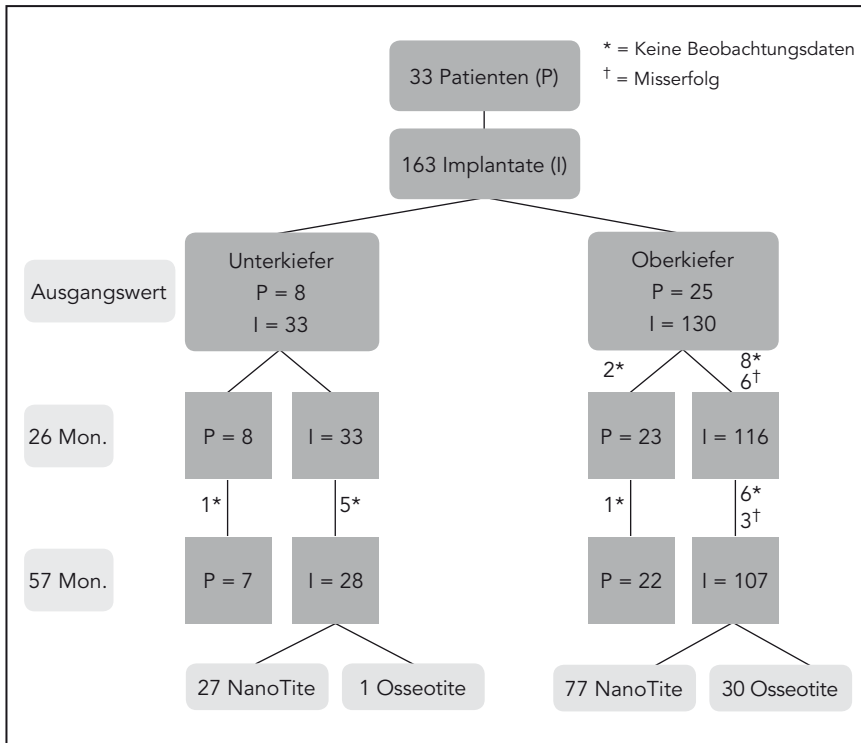 33 Patienten (P)
* = Keine Beobachtungsdaten
† = Misserfolg
163 Implantate (I)
Ausgangswert
Unterkiefer
P = 8
I = 33
Oberkiefer
P = 25
I = 130
2*
8*
6†
26 Mon.
P = 8
I = 33
P = 23
I = 116
1*
5*
1*
6*
3†
57 Mon.
P = 7
I = 28
P = 22
I = 107
27 NanoTite
1 Osseotite
77 NanoTite
30 Osseotite